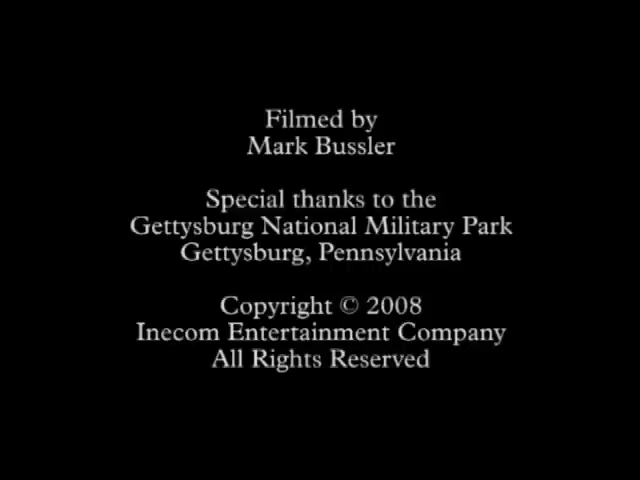 Filmed by
Mark Bussler
Special thanks to the
Gettysburg National Military Park
Gettysburg, Pennsylvania
Copyright © 2008
Inecom Entertainment Company
All Rights Reserved